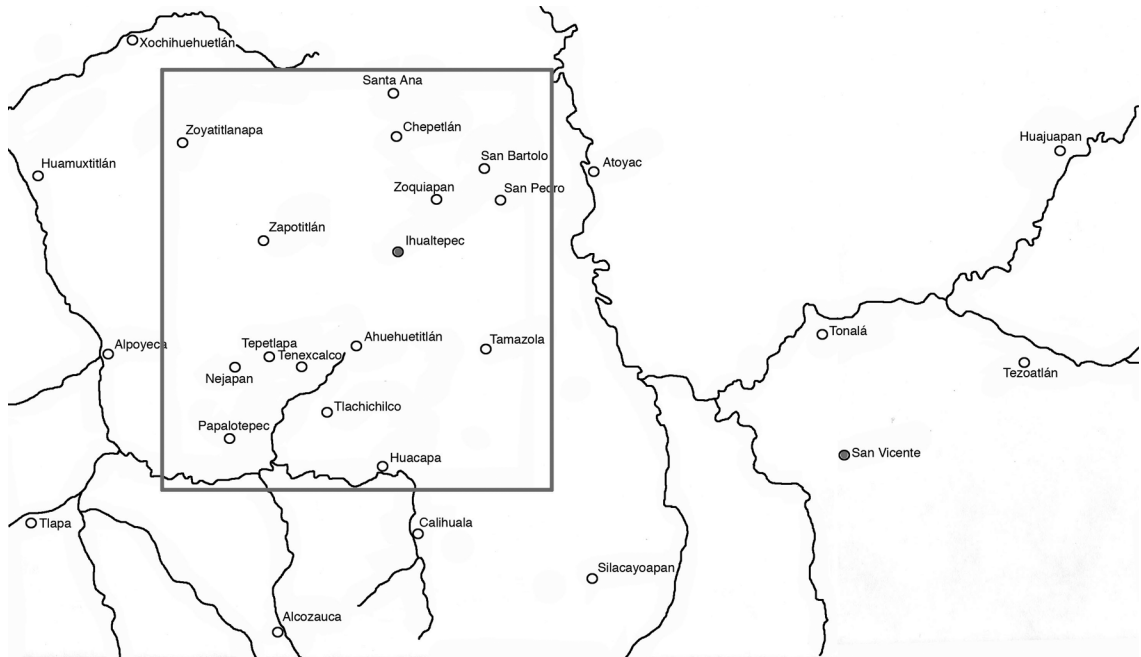 Xochihuehuetlán
Santa Ana
Zoyatitlanapa
Chepetlán
Huajuapan
Huamuxtitlán
San Bartolo
Atoyac
Zoquiapan
San Pedro
Zapotitlán
Ihualtepec
Tonalá
Alpoyeca
Tepetlapa
Ahuehuetitlán
Tamazola
Tenexcalco
Nejapan
Tezoatlán
Tlachichilco
Papalotepec
San Vicente
Huacapa
Tlapa
Calihuala
Silacayoapan
Alcozauca